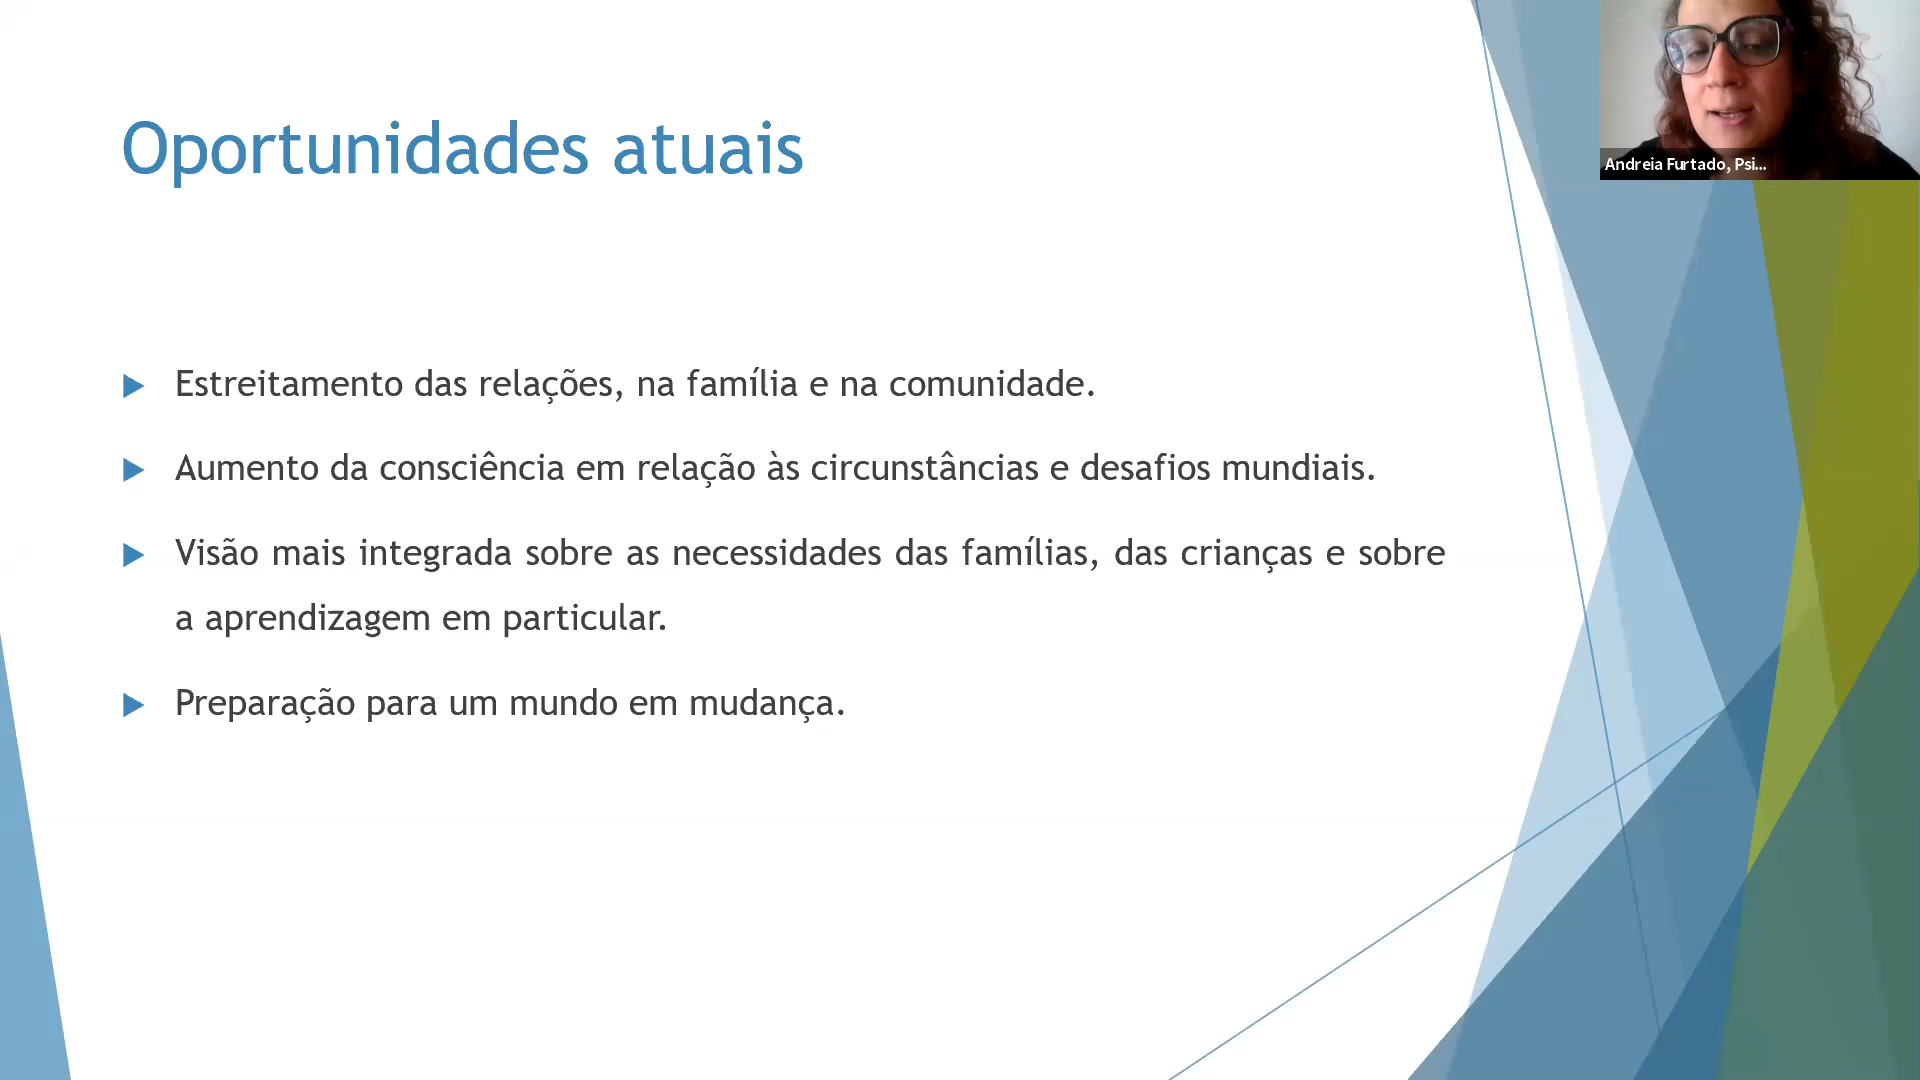 Oportunidades atuais
Andreia Furtado, Psi...
Estreitamento das relações, na família e na comunidade.
Aumento da consciência em relação às circunstâncias e desafios mundiais.
Visão mais integrada sobre as necessidades das famílias, das crianças e sobre
a aprendizagem em particular.
Preparação para um mundo em mudança.